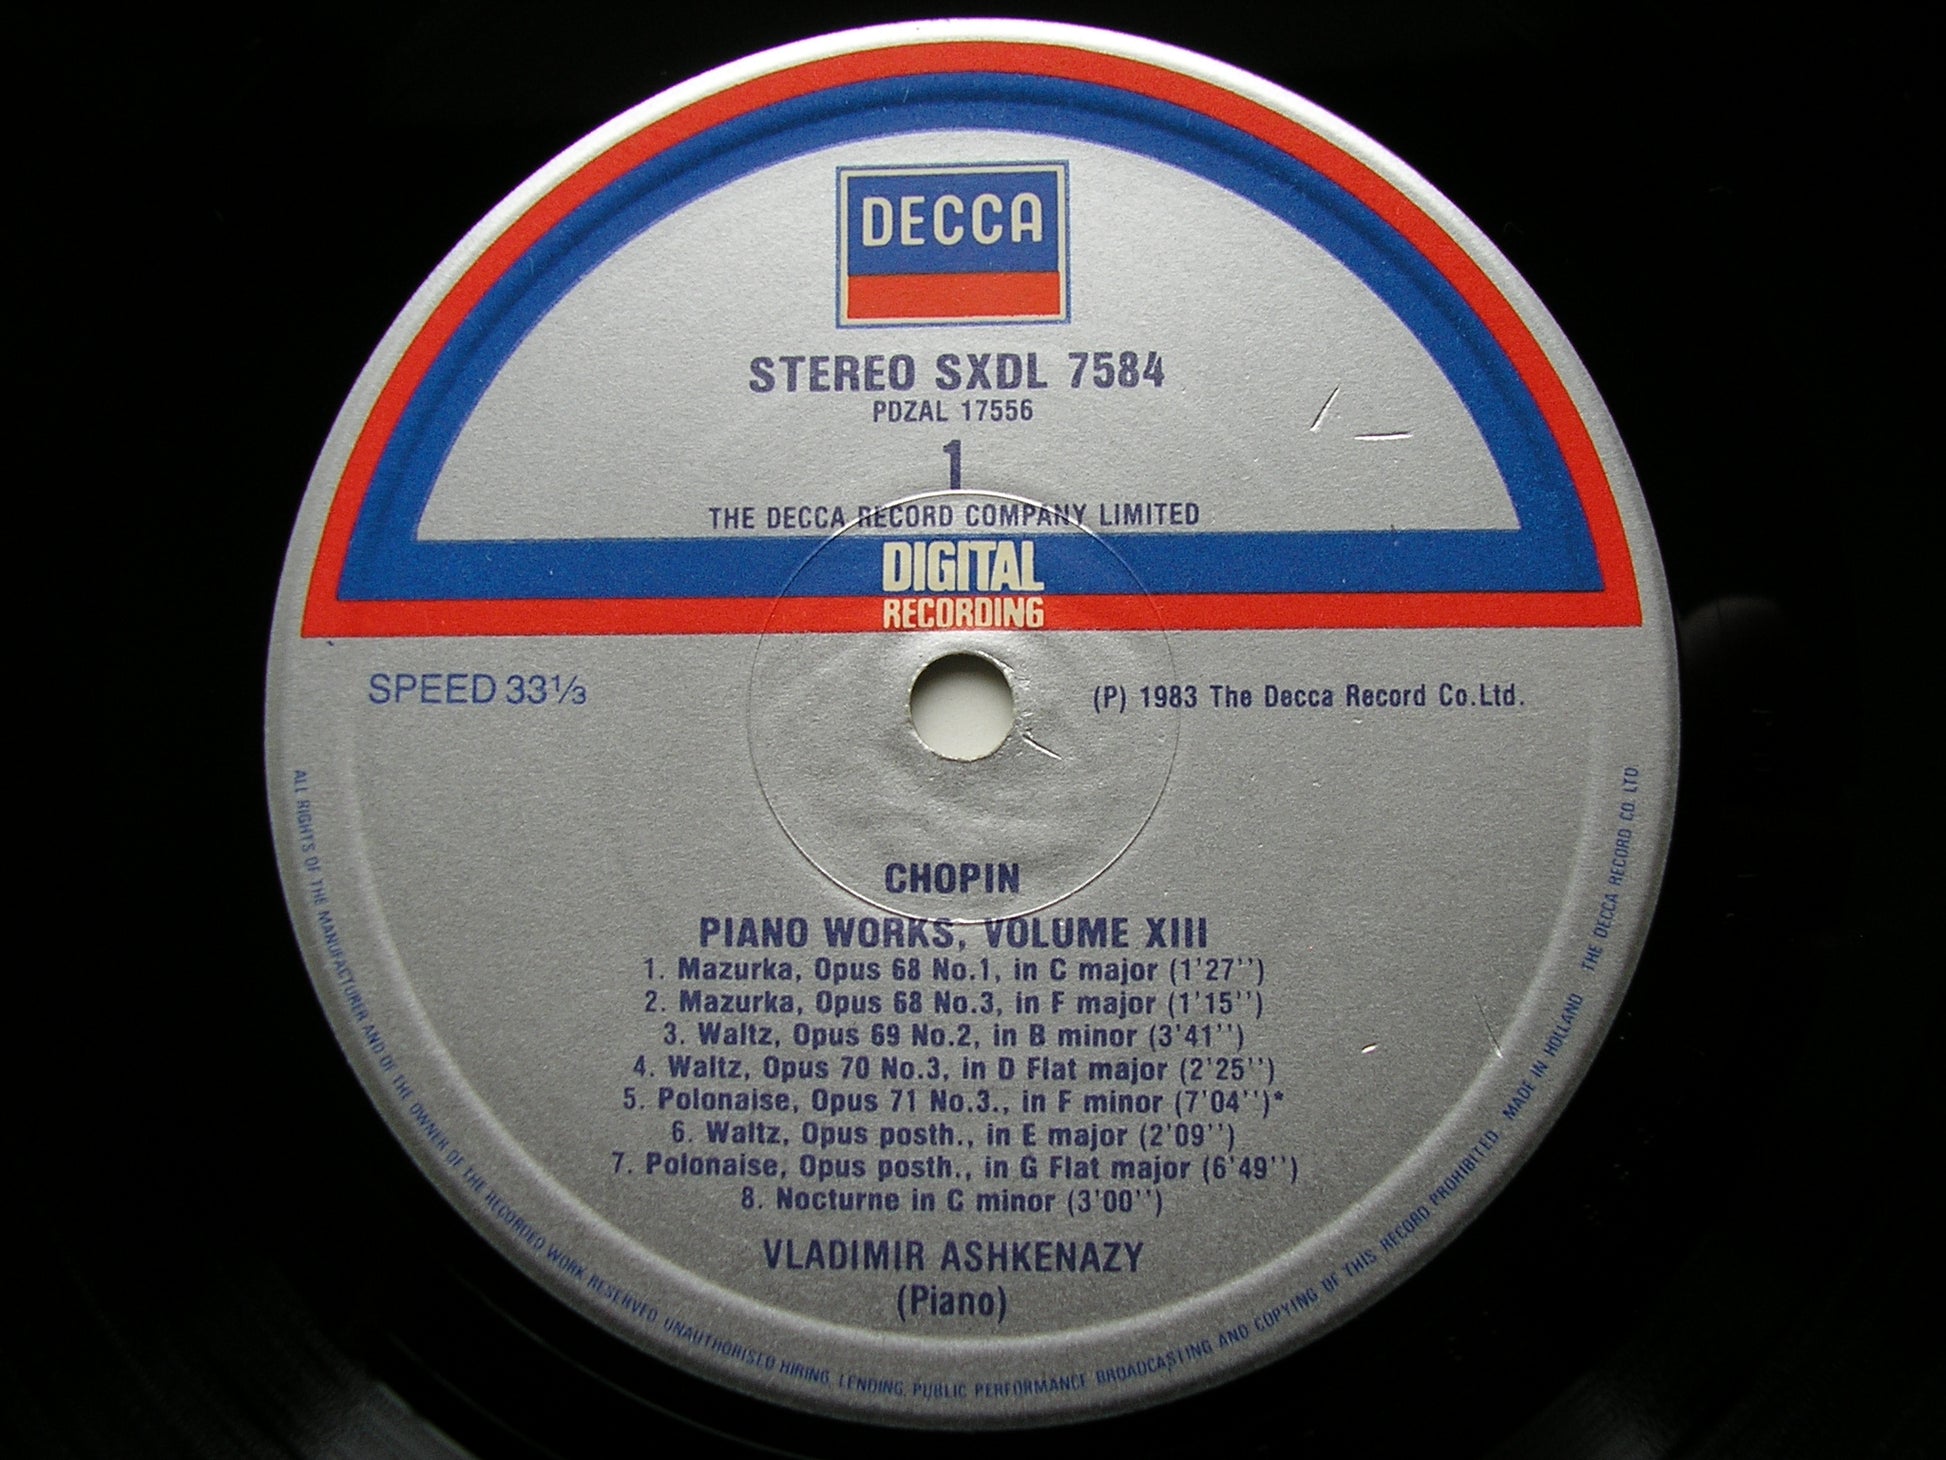 DECCA
STEREO SXDL 7584
PDZAL 17556
1
THE DECCA RECORD COMPANY LIMITED
DIGITAL
RECORDING
SPEED 33⅓
(P) 1983 The Decca Record Co.Ltd.
CHOPIN
PIANO WORKS, VOLUME XIII
1. Mazurka, Opus 68 No.1, in C major (1'27'')
2. Mazurka, Opus 68 No.3, in F major (1'15'')
3. Waltz, Opus 69 No.2, in B minor (3'41'')
4. Waltz, Opus 70 No.3, in D Flat major (2'25'')
5. Polonaise, Opus 71 No.3., in F minor (7'04'')*
6. Waltz, Opus posth., in E major (2'09'')
7. Polonaise, Opus posth., in G Flat major (6'49'')
8. Nocturne in C minor (3'00'')
VLADIMIR ASHKENAZY
(Piano)
ALL RIGHTS OF THE MANUFACTURER AND OF THE OWNER OF THE RECORDED WORK RESERVED UNAUTHORISED HIRING, LENDING, PUBLIC PERFORMANCE BROADCASTING AND COPYING OF THIS RECORD PROHIBITED. MADE IN HOLLAND THE DECCA RECORD CO. LTD